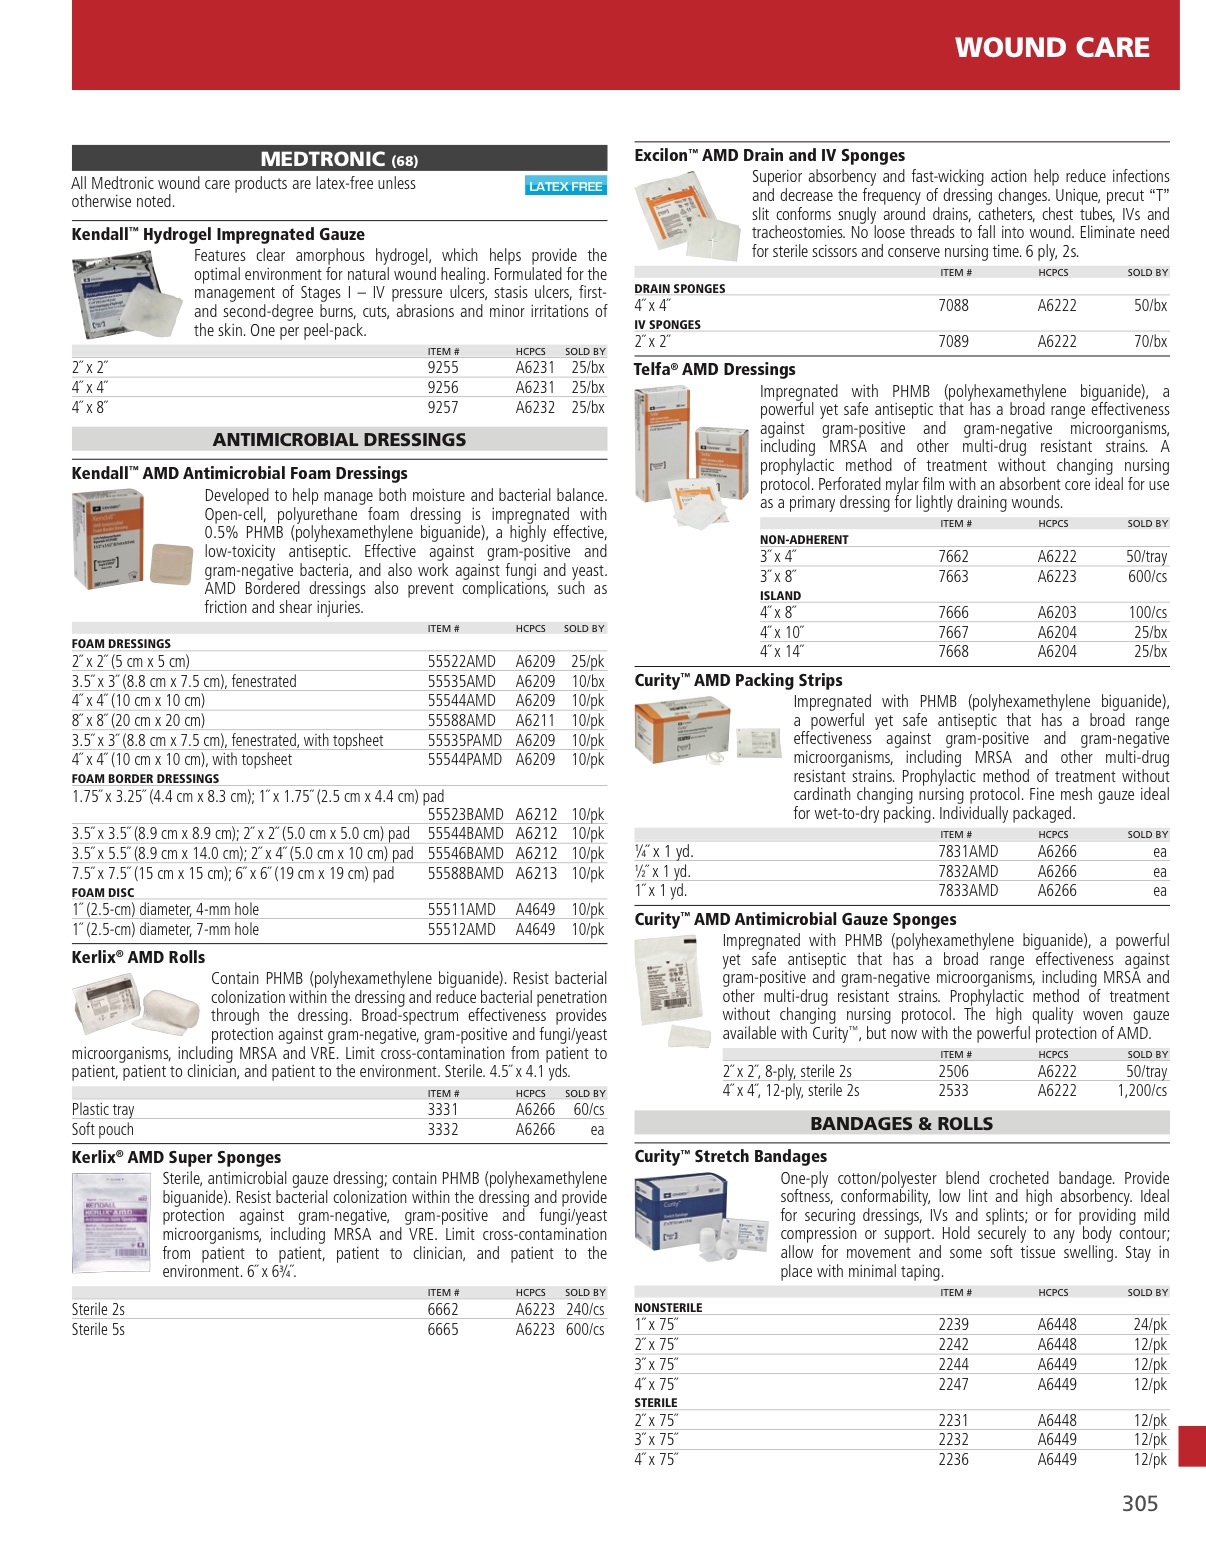 WOUND CARE
MEDTRONIC (68)
All Medtronic wound care products are latex-free unless
otherwise noted.
LATEX FREE
Kendall™ Hydrogel Impregnated Gauze
Features clear amorphous hydrogel, which helps provide the
optimal environment for natural wound healing. Formulated for the
management of Stages I – IV pressure ulcers, stasis ulcers, first-
and second-degree burns, cuts, abrasions and minor irritations of
the skin. One per peel-pack.
ITEM # HCPCS SOLD BY
2˝ x 2˝ 9255 A6231 25/bx
4˝ x 4˝ 9256 A6231 25/bx
4˝ x 8˝ 9257 A6232 25/bx
ANTIMICROBIAL DRESSINGS
Kendall™ AMD Antimicrobial Foam Dressings
Developed to help manage both moisture and bacterial balance.
Open-cell, polyurethane foam dressing is impregnated with
0.5% PHMB (polyhexamethylene biguanide), a highly effective,
low-toxicity antiseptic. Effective against gram-positive and
gram-negative bacteria, and also work against fungi and yeast.
AMD Bordered dressings also prevent complications, such as
friction and shear injuries.
ITEM # HCPCS SOLD BY
FOAM DRESSINGS
2˝ x 2˝ (5 cm x 5 cm) 55522AMD A6209 25/pk
3.5˝ x 3˝ (8.8 cm x 7.5 cm), fenestrated 55535AMD A6209 10/bx
4˝ x 4˝ (10 cm x 10 cm) 55544AMD A6209 10/pk
8˝ x 8˝ (20 cm x 20 cm) 55588AMD A6211 10/pk
3.5˝ x 3˝ (8.8 cm x 7.5 cm), fenestrated, with topsheet 55535PAMD A6209 10/pk
4˝ x 4˝ (10 cm x 10 cm), with topsheet 55544PAMD A6209 10/pk
FOAM BORDER DRESSINGS
1.75˝ x 3.25˝ (4.4 cm x 8.3 cm); 1˝ x 1.75˝ (2.5 cm x 4.4 cm) pad
55523BAMD A6212 10/pk
3.5˝ x 3.5˝ (8.9 cm x 8.9 cm); 2˝ x 2˝ (5.0 cm x 5.0 cm) pad 55544BAMD A6212 10/pk
3.5˝ x 5.5˝ (8.9 cm x 14.0 cm); 2˝ x 4˝ (5.0 cm x 10 cm) pad 55546BAMD A6212 10/pk
7.5˝ x 7.5˝ (15 cm x 15 cm); 6˝ x 6˝ (19 cm x 19 cm) pad 55588BAMD A6213 10/pk
FOAM DISC
1˝ (2.5-cm) diameter, 4-mm hole 55511AMD A4649 10/pk
1˝ (2.5-cm) diameter, 7-mm hole 55512AMD A4649 10/pk
Kerlix® AMD Rolls
Contain PHMB (polyhexamethylene biguanide). Resist bacterial
colonization within the dressing and reduce bacterial penetration
through the dressing. Broad-spectrum effectiveness provides
protection against gram-negative, gram-positive and fungi/yeast
microorganisms, including MRSA and VRE. Limit cross-contamination from patient to
patient, patient to clinician, and patient to the environment. Sterile. 4.5˝ x 4.1 yds.
ITEM # HCPCS SOLD BY
Plastic tray 3331 A6266 60/cs
Soft pouch 3332 A6266 ea
Kerlix® AMD Super Sponges
Sterile, antimicrobial gauze dressing; contain PHMB (polyhexamethylene
biguanide). Resist bacterial colonization within the dressing and provide
protection against gram-negative, gram-positive and fungi/yeast
microorganisms, including MRSA and VRE. Limit cross-contamination
from patient to patient, patient to clinician, and patient to the
environment. 6˝ x 6¾˝.
ITEM # HCPCS SOLD BY
Sterile 2s 6662 A6223 240/cs
Sterile 5s 6665 A6223 600/cs
Excilon™ AMD Drain and IV Sponges
Superior absorbency and fast-wicking action help reduce infections
and decrease the frequency of dressing changes. Unique, precut “T”
slit conforms snugly around drains, catheters, chest tubes, IVs and
tracheostomies. No loose threads to fall into wound. Eliminate need
for sterile scissors and conserve nursing time. 6 ply, 2s.
ITEM # HCPCS SOLD BY
DRAIN SPONGES
4˝ x 4˝ 7088 A6222 50/bx
IV SPONGES
2˝ x 2˝ 7089 A6222 70/bx
Telfa® AMD Dressings
Impregnated with PHMB (polyhexamethylene biguanide), a
powerful yet safe antiseptic that has a broad range effectiveness
against gram-positive and gram-negative microorganisms,
including MRSA and other multi-drug resistant strains. A
prophylactic method of treatment without changing nursing
protocol. Perforated mylar film with an absorbent core ideal for use
as a primary dressing for lightly draining wounds.
ITEM # HCPCS SOLD BY
NON-ADHERENT
3˝ x 4˝ 7662 A6222 50/tray
3˝ x 8˝ 7663 A6223 600/cs
ISLAND
4˝ x 8˝ 7666 A6203 100/cs
4˝ x 10˝ 7667 A6204 25/bx
4˝ x 14˝ 7668 A6204 25/bx
Curity™ AMD Packing Strips
Impregnated with PHMB (polyhexamethylene biguanide),
a powerful yet safe antiseptic that has a broad range
effectiveness against gram-positive and gram-negative
microorganisms, including MRSA and other multi-drug
resistant strains. Prophylactic method of treatment without
cardinath changing nursing protocol. Fine mesh gauze ideal
for wet-to-dry packing. Individually packaged.
ITEM # HCPCS SOLD BY
¼˝ x 1 yd. 7831AMD A6266 ea
½˝ x 1 yd. 7832AMD A6266 ea
1˝ x 1 yd. 7833AMD A6266 ea
Curity™ AMD Antimicrobial Gauze Sponges
Impregnated with PHMB (polyhexamethylene biguanide), a powerful
yet safe antiseptic that has a broad range effectiveness against
gram-positive and gram-negative microorganisms, including MRSA and
other multi-drug resistant strains. Prophylactic method of treatment
without changing nursing protocol. The high quality woven gauze
available with Curity™, but now with the powerful protection of AMD.
ITEM # HCPCS SOLD BY
2˝ x 2˝, 8-ply, sterile 2s 2506 A6222 50/tray
4˝ x 4˝, 12-ply, sterile 2s 2533 A6222 1,200/cs
BANDAGES & ROLLS
Curity™ Stretch Bandages
One-ply cotton/polyester blend crocheted bandage. Provide
softness, conformability, low lint and high absorbency. Ideal
for securing dressings, IVs and splints; or for providing mild
compression or support. Hold securely to any body contour;
allow for movement and some soft tissue swelling. Stay in
place with minimal taping.
ITEM # HCPCS SOLD BY
NONSTERILE
1˝ x 75˝ 2239 A6448 24/pk
2˝ x 75˝ 2242 A6448 12/pk
3˝ x 75˝ 2244 A6449 12/pk
4˝ x 75˝ 2247 A6449 12/pk
STERILE
2˝ x 75˝ 2231 A6448 12/pk
3˝ x 75˝ 2232 A6449 12/pk
4˝ x 75˝ 2236 A6449 12/pk
305